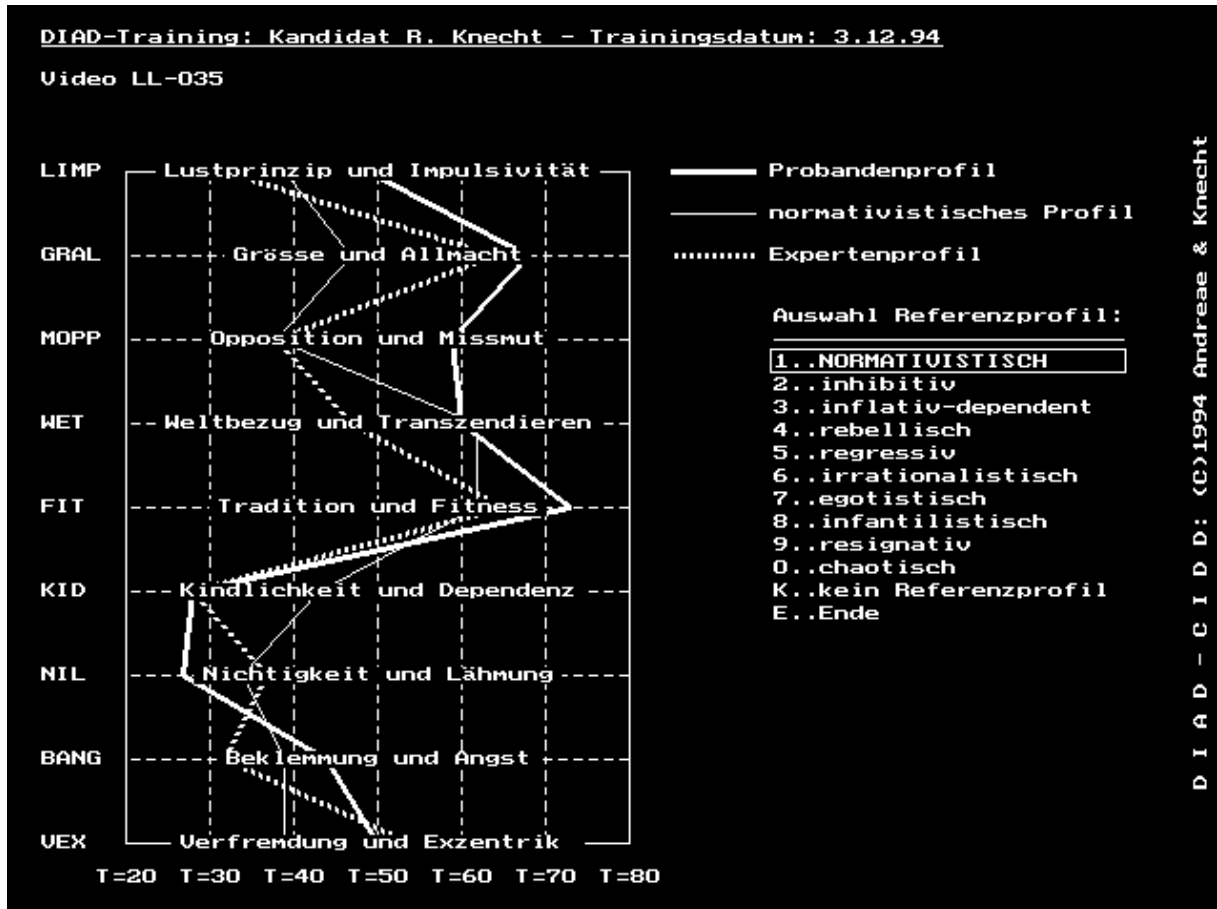 DIAD-Training: Kandidat R. Knecht - Trainingsdatum: 3.12.94
Video LL-035
LIMP Lustprinzip und Impulsivität
GRAL Grösse und Allmacht
MOPP Opposition und Missmut
WET Weltbezug und Transzendieren
FIT Tradition und Fitness
KID Kindlichkeit und Dependenz
NIL Nichtigkeit und Lähmung
BANG Beklemmung und Angst
VEX Verfremdung und Exzentrik
T=20 T=30 T=40 T=50 T=60 T=70 T=80
Probandenprofil
normativistisches Profil
Expertenprofil
Auswahl Referenzprofil:
1..NORMATIVISTISCH
2..inhibitiv
3..inflativ-dependent
4..rebellisch
5..regressiv
6..irrationalistisch
7..egotistisch
8..infantilistisch
9..resignativ
0..chaotisch
K..kein Referenzprofil
E..Ende
D I A D - C I D D: (C)1994 Andreae & Knecht